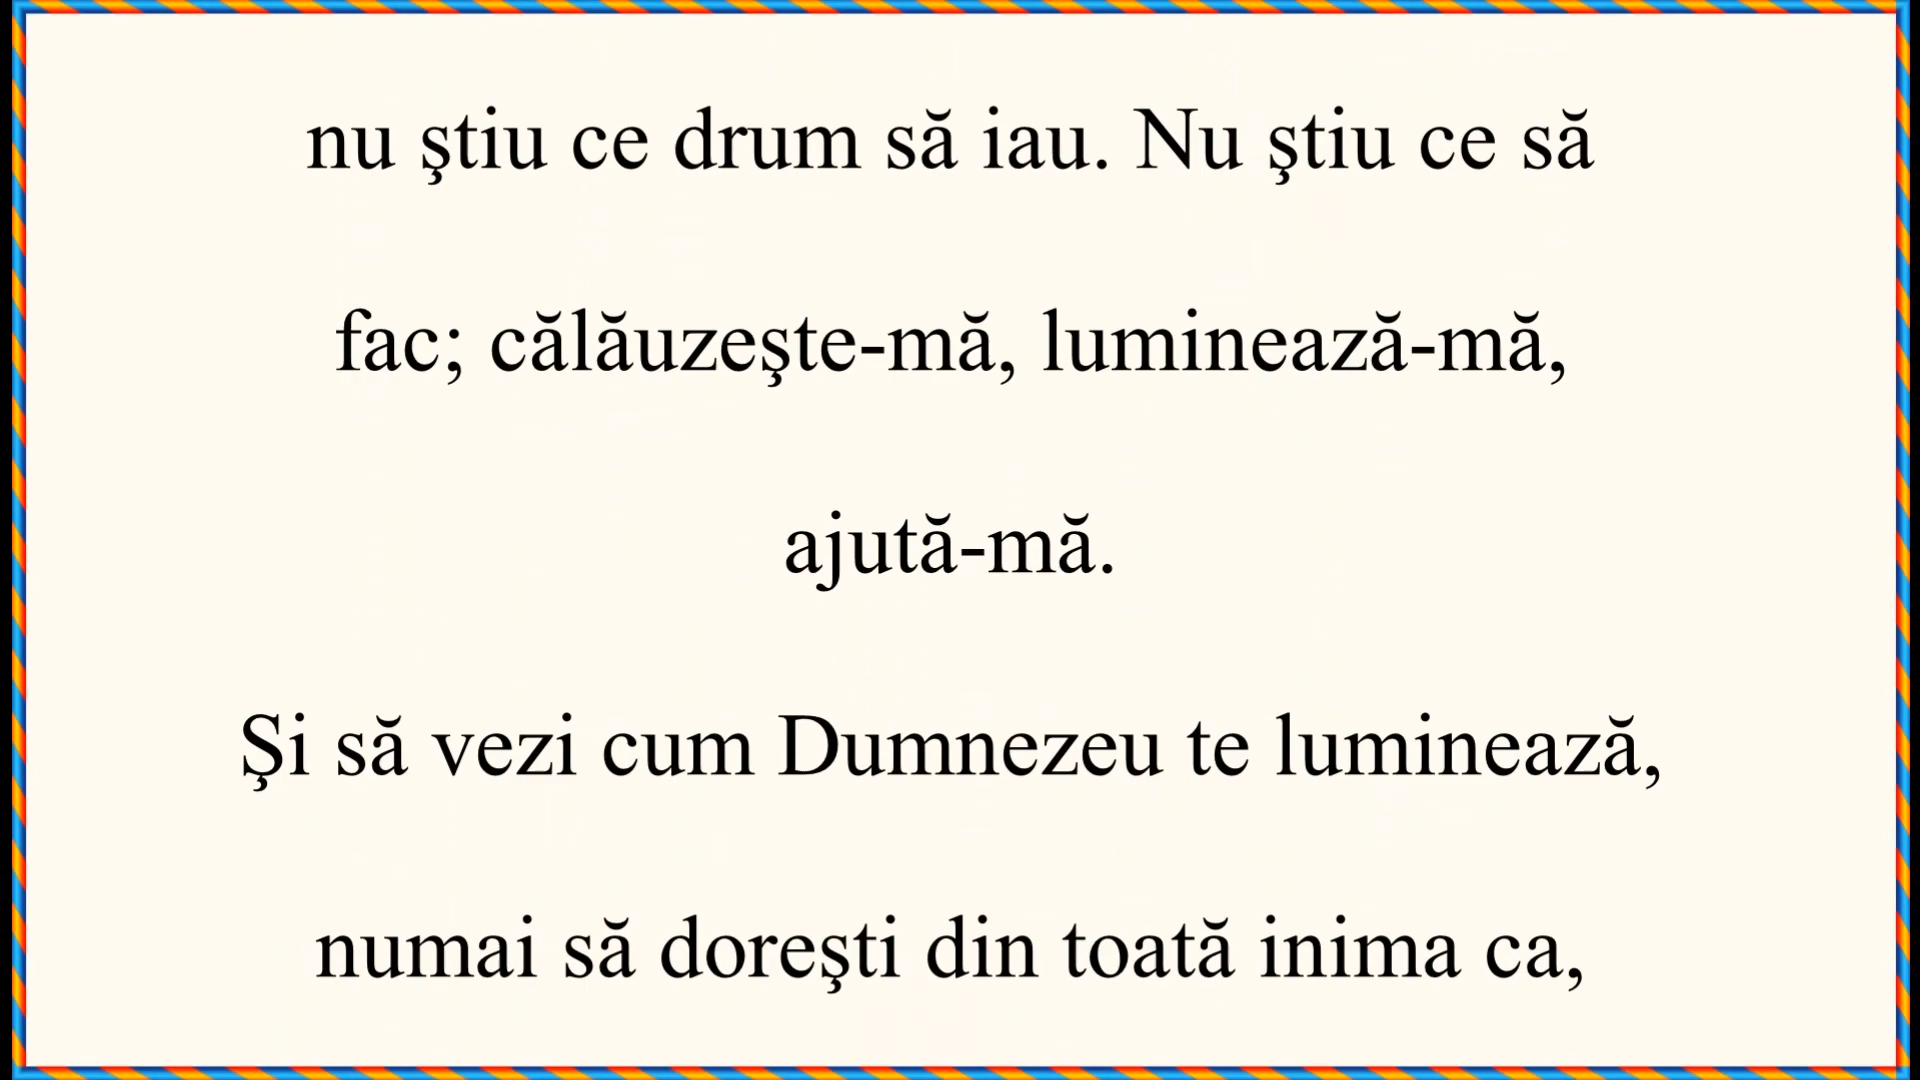 nu ştiu ce drum să iau. Nu ştiu ce să
fac; călăuzeşte-mă, luminează-mă,
ajută-mă.
Şi să vezi cum Dumnezeu te luminează,
numai să doreşti din toată inima ca,